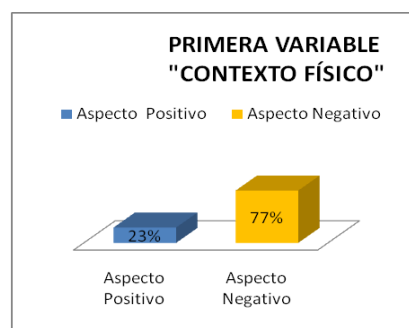 PRIMERA VARIABLE
"CONTEXTO FÍSICO"
Aspecto Positivo Aspecto Negativo
23% 77%
Aspecto Aspecto
Positivo Negativo